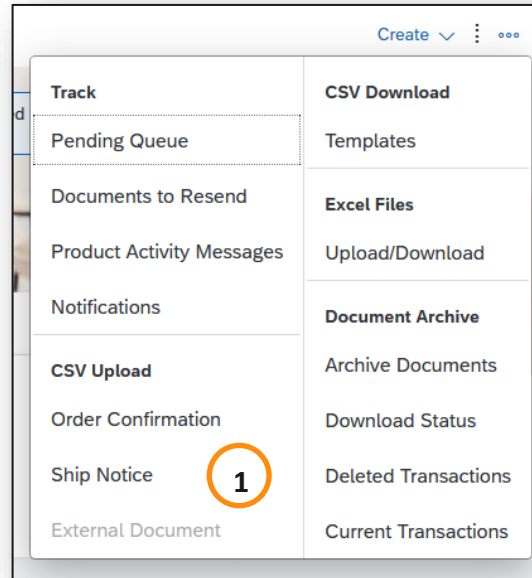 Create
d
Track
Pending Queue
Documents to Resend
Product Activity Messages
Notifications
CSV Upload
Order Confirmation
Ship Notice
1
External Document
CSV Download
Templates
Excel Files
Upload/Download
Document Archive
Archive Documents
Download Status
Deleted Transactions
Current Transactions